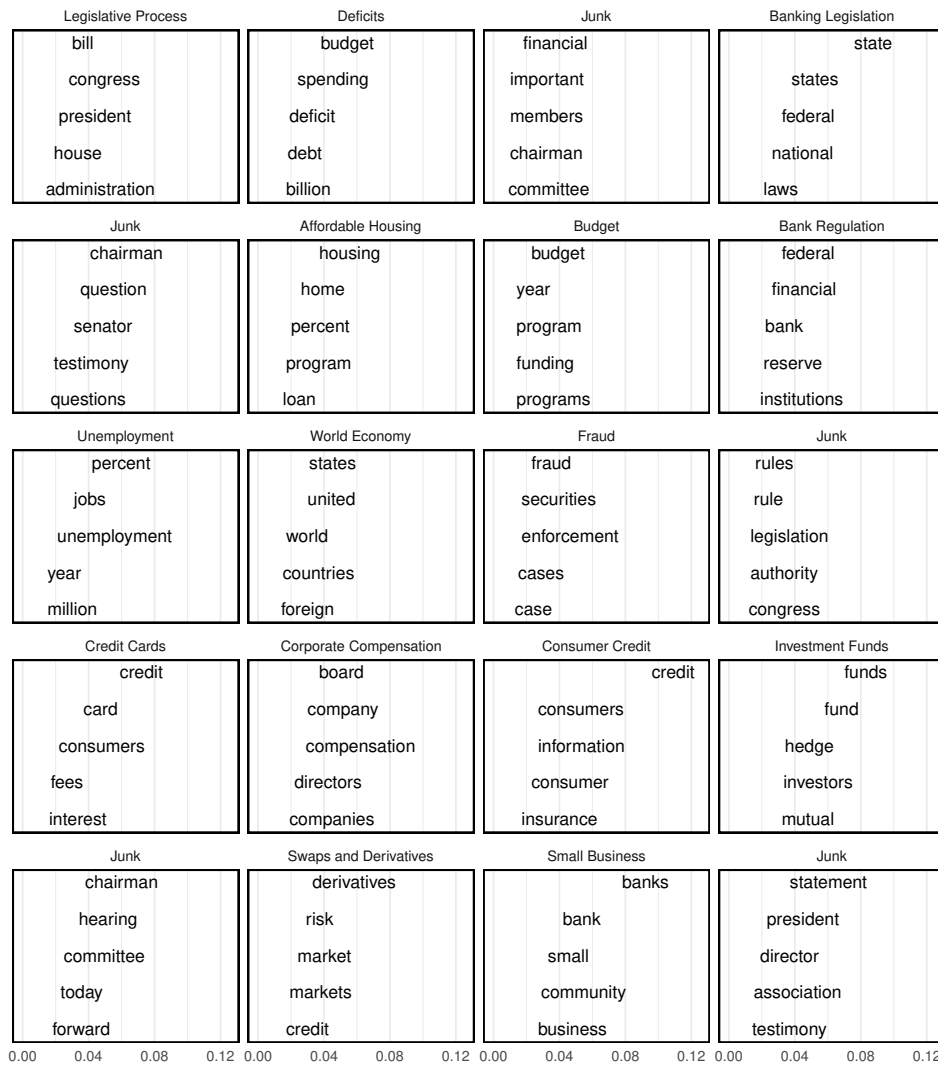 Legislative Process Deficits Junk Banking Legislation
bill budget financial state
congress spending important states
president deficit members federal
house debt chairman national
administration billion committee laws
Junk Affordable Housing Budget Bank Regulation
chairman housing budget federal
question home year financial
senator percent program bank
testimony program funding reserve
questions loan programs institutions
Unemployment World Economy Fraud Junk
percent states fraud rules
jobs united securities rule
unemployment world enforcement legislation
year countries cases authority
million foreign case congress
Credit Cards Corporate Compensation Consumer Credit Investment Funds
credit board credit funds
card company consumers fund
consumers compensation information hedge
fees directors consumer investors
interest companies insurance mutual
Junk Swaps and Derivatives Small Business Junk
chairman derivatives banks statement
hearing risk bank president
committee market small director
today markets community association
forward credit business testimony
0.00 0.04 0.08 0.12 0.00 0.04 0.08 0.12 0.00 0.04 0.08 0.12 0.00 0.04 0.08 0.12